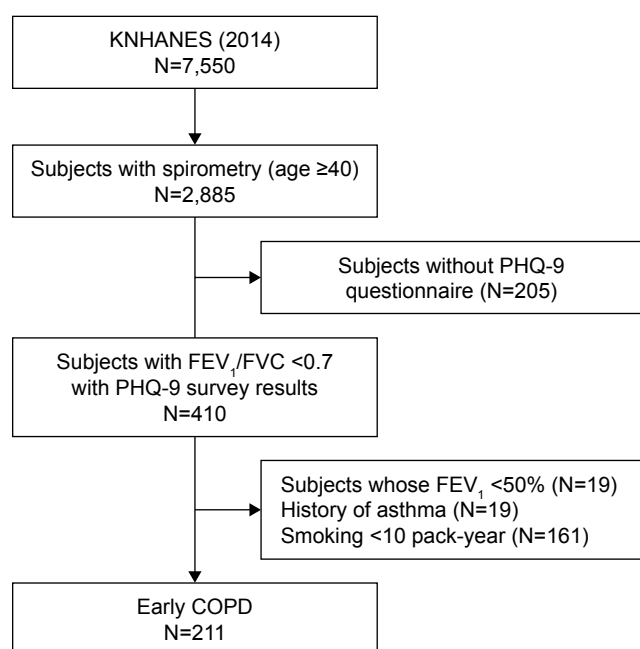 KNHANES (2014)
N=7,550
Subjects with spirometry (age ≥40)
N=2,885
Subjects without PHQ-9
questionnaire (N=205)
Subjects with FEV₁/FVC <0.7
with PHQ-9 survey results
N=410
Subjects whose FEV₁ <50% (N=19)
History of asthma (N=19)
Smoking <10 pack-year (N=161)
Early COPD
N=211